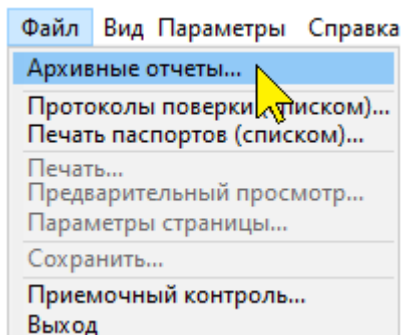 Файл Вид Параметры Справка
Архивные отчеты...
Протоколы поверки списком)...
Печать паспортов (списком)...
Печать...
Предварительный просмотр...
Параметры страницы...
Сохранить...
Приемочный контроль...
Выход